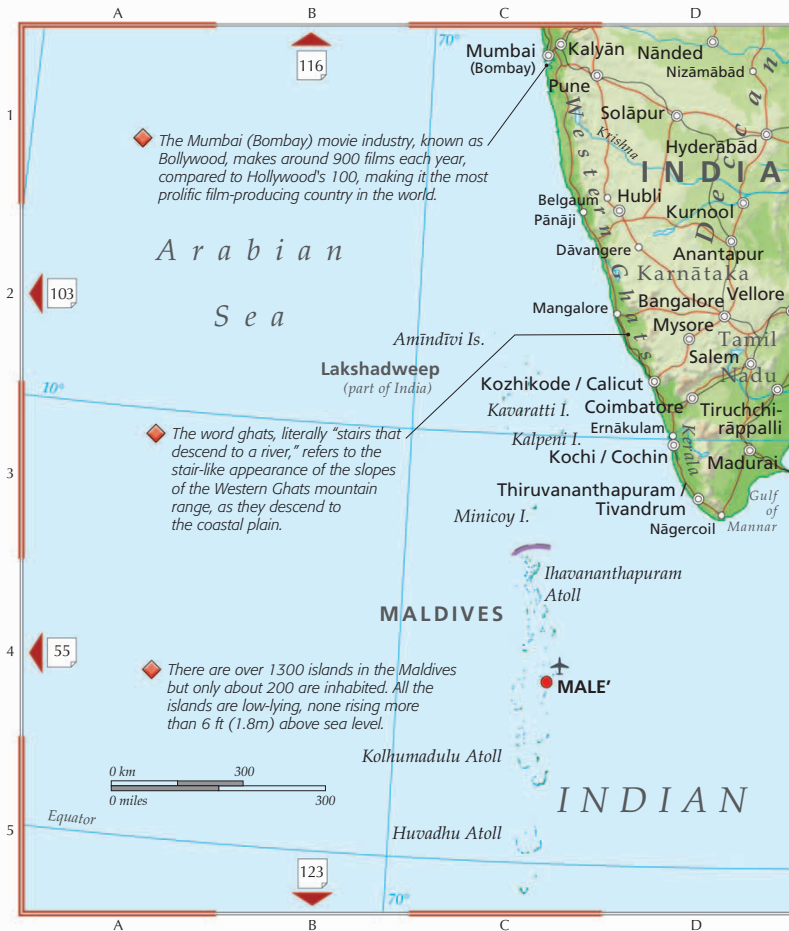 A B C D
116
70°
Mumbai
(Bombay)
Kalyān
Nānded
Nizāmābād
Pune
1
Solāpur
Krishna
Hyderābād
The Mumbai (Bombay) movie industry, known as
Bollywood, makes around 900 films each year,
compared to Hollywood's 100, making it the most
prolific film-producing country in the world.
INDIA
Deccan
Western Ghats
Belgaum
Hubli
Pānāji
Kurnool
Arabian
Sea
Dāvangere
Anantapur
Karnātaka
2
103
Mangalore
Bangalore
Vellore
Mysore
Tamil
Nādu
Salem
Amīndīvi Is.
Lakshadweep
(part of India)
10°
Kozhikode / Calicut
Kavaratti I.
Coimbatore
Tiruchchi-
rāppalli
Ernākulam
Kalpeni I.
Kochi / Cochin
Kerala
Madurai
3
The word ghats, literally “stairs that
descend to a river,” refers to the
stair-like appearance of the slopes
of the Western Ghats mountain
range, as they descend to
the coastal plain.
Thiruvananthapuram /
Tivandrum
Gulf
of
Mannar
Minicoy I.
Nāgercoil
Ihavananthapuram
Atoll
MALDIVES
4
55
There are over 1300 islands in the Maldives
but only about 200 are inhabited. All the
islands are low-lying, none rising more
than 6 ft (1.8m) above sea level.
MALE’
Kolhumadulu Atoll
0 km 300
0 miles 300
INDIAN
Equator
5
Huvadhu Atoll
123
70°
A B C D